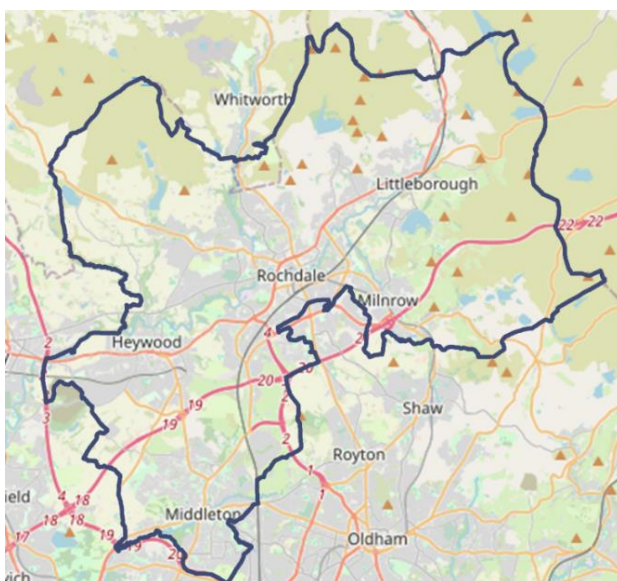 Whitworth
Littleborough
22 22
Rochdale
Milnrow
4
2
Heywood
2
20 20
2
3
19
19
Shaw
2
Royton
ield
4 18
1
1
17 18 18
19 19
Middleton
20
Oldham
wich